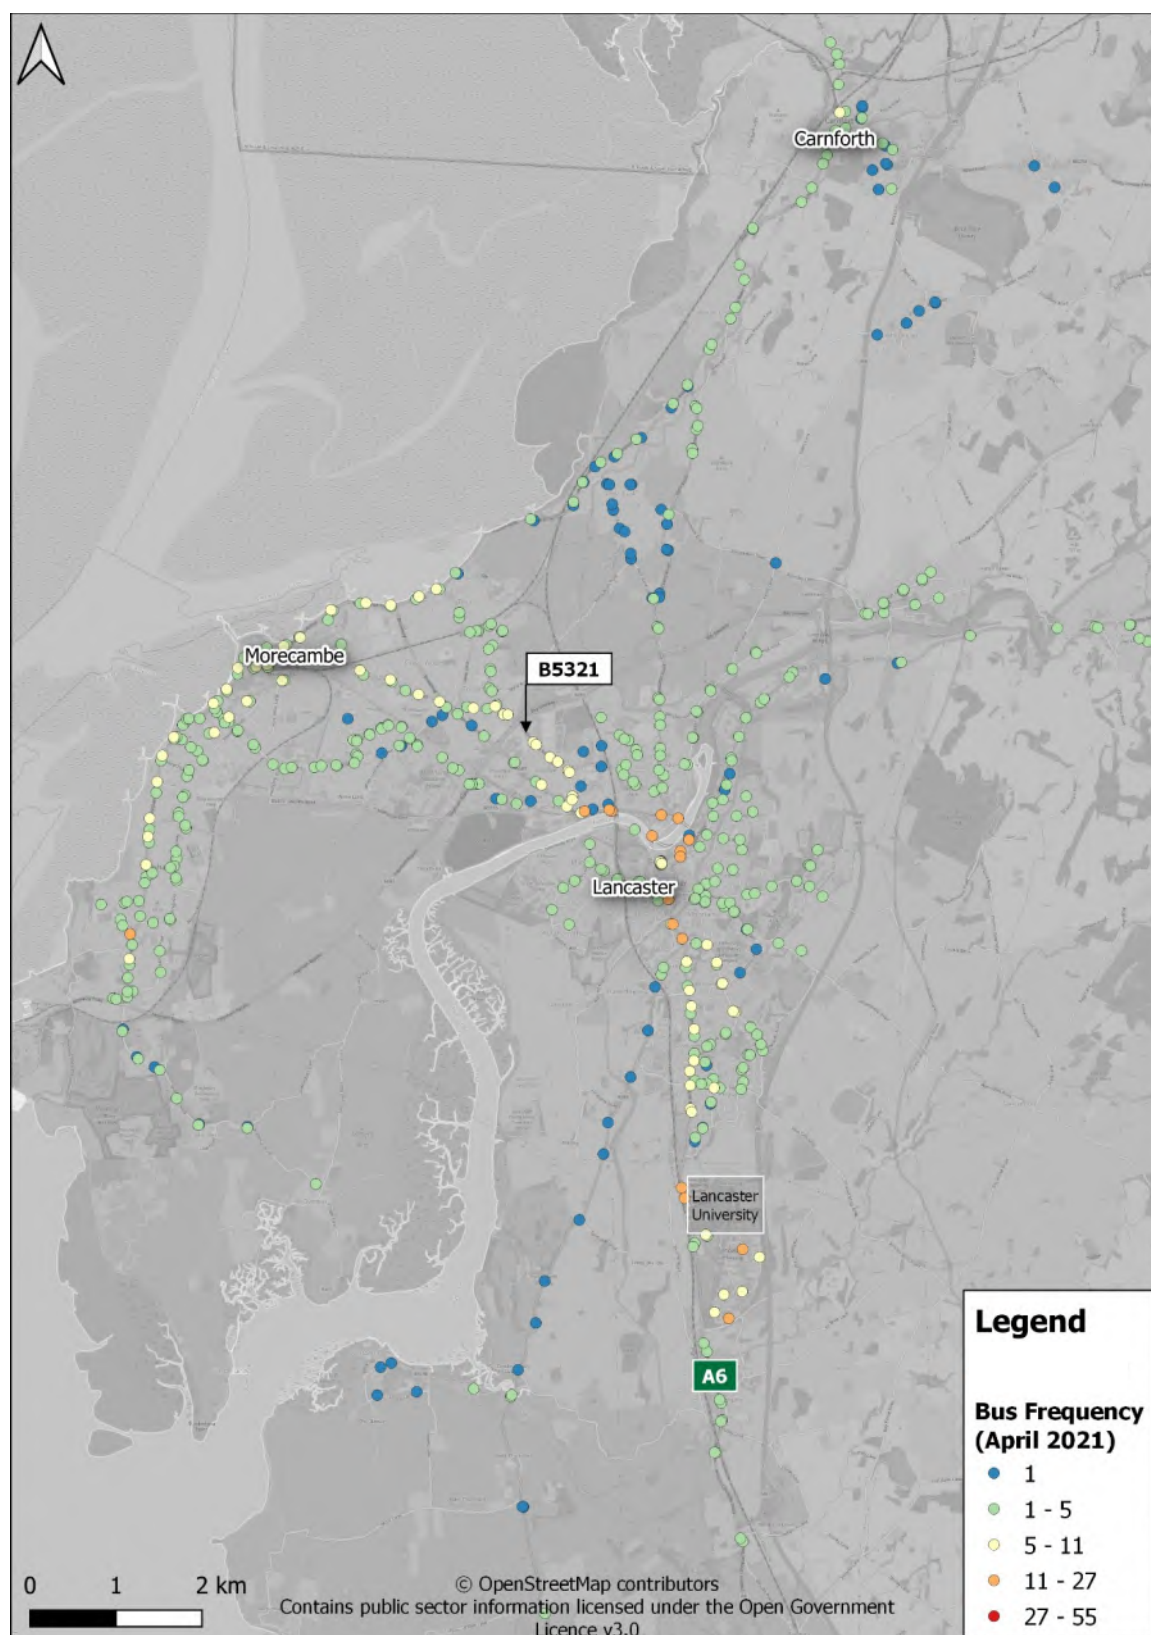 Carnforth
Morecambe
B5321
Lancaster
Lancaster
University
A6
Legend
Bus Frequency
(April 2021)
1
1 - 5
5 - 11
11 - 27
27 - 55
0 1 2 km
© OpenStreetMap contributors
Contains public sector information licensed under the Open Government
Licence v3.0